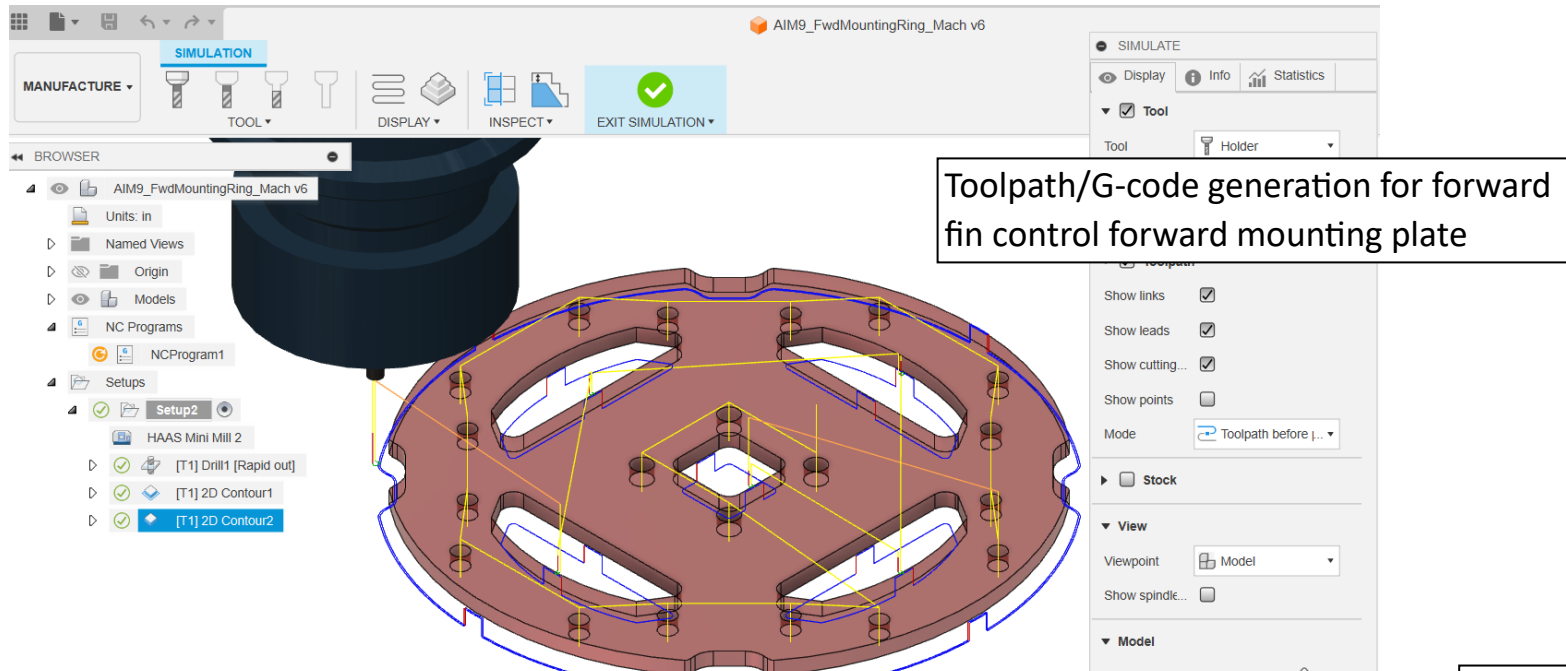 AIM9_FwdMountingRing_Mach v6
SIMULATION
MANUFACTURE
TOOL
DISPLAY
INSPECT
EXIT SIMULATION
SIMULATE
Display Info Statistics
Tool
Tool Holder
Toolpath/G-code generation for forward
fin control forward mounting plate
BROWSER
AIM9_FwdMountingRing_Mach v6
Units: in
Named Views
Origin
Models
NC Programs
NCProgram1
Setups
Setup2
HAAS Mini Mill 2
[T1] Drill1 [Rapid out]
[T1] 2D Contour1
[T1] 2D Contour2
Toolpath
Show links
Show leads
Show cutting...
Show points
Mode Toolpath before p...
Stock
View
Viewpoint Model
Show spindle...
Model